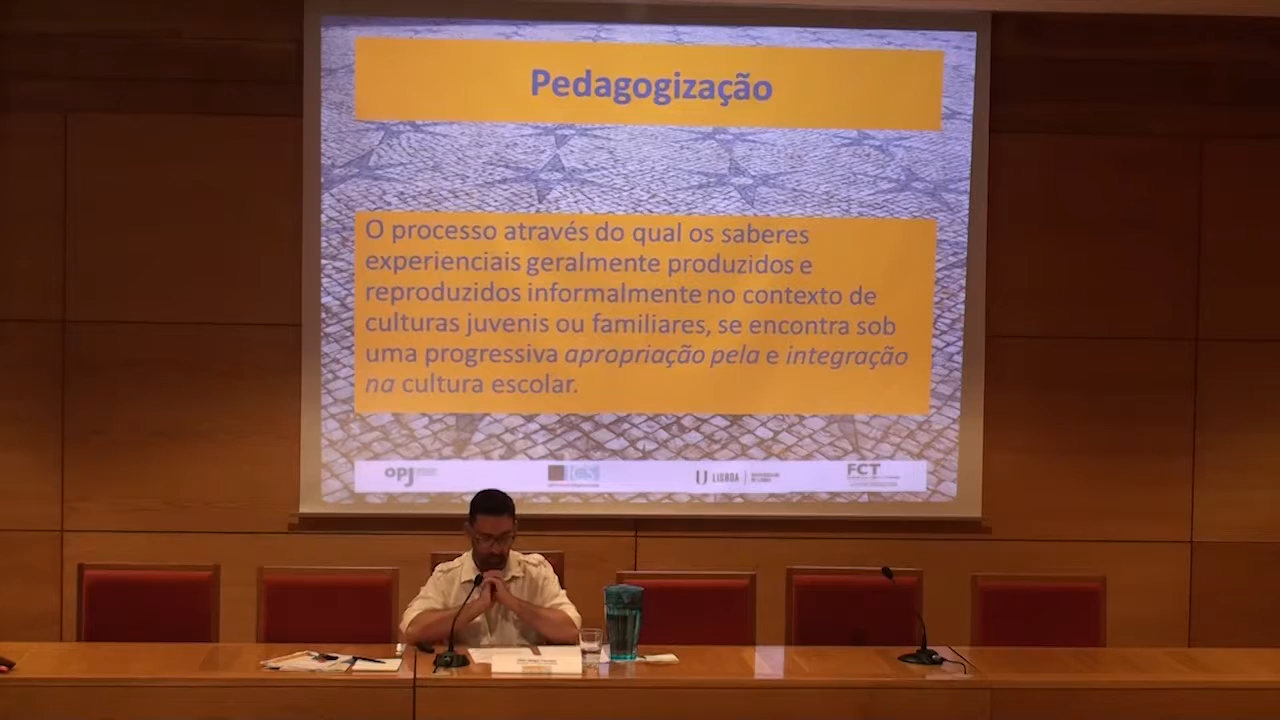 Pedagogização
O processo através do qual os saberes
experienciais geralmente produzidos e
reproduzidos informalmente no contexto de
culturas juvenis ou familiares, se encontra sob
uma progressiva apropriação pela e integração
na cultura escolar.
OPJ
ICS
U LISBOA
FCT